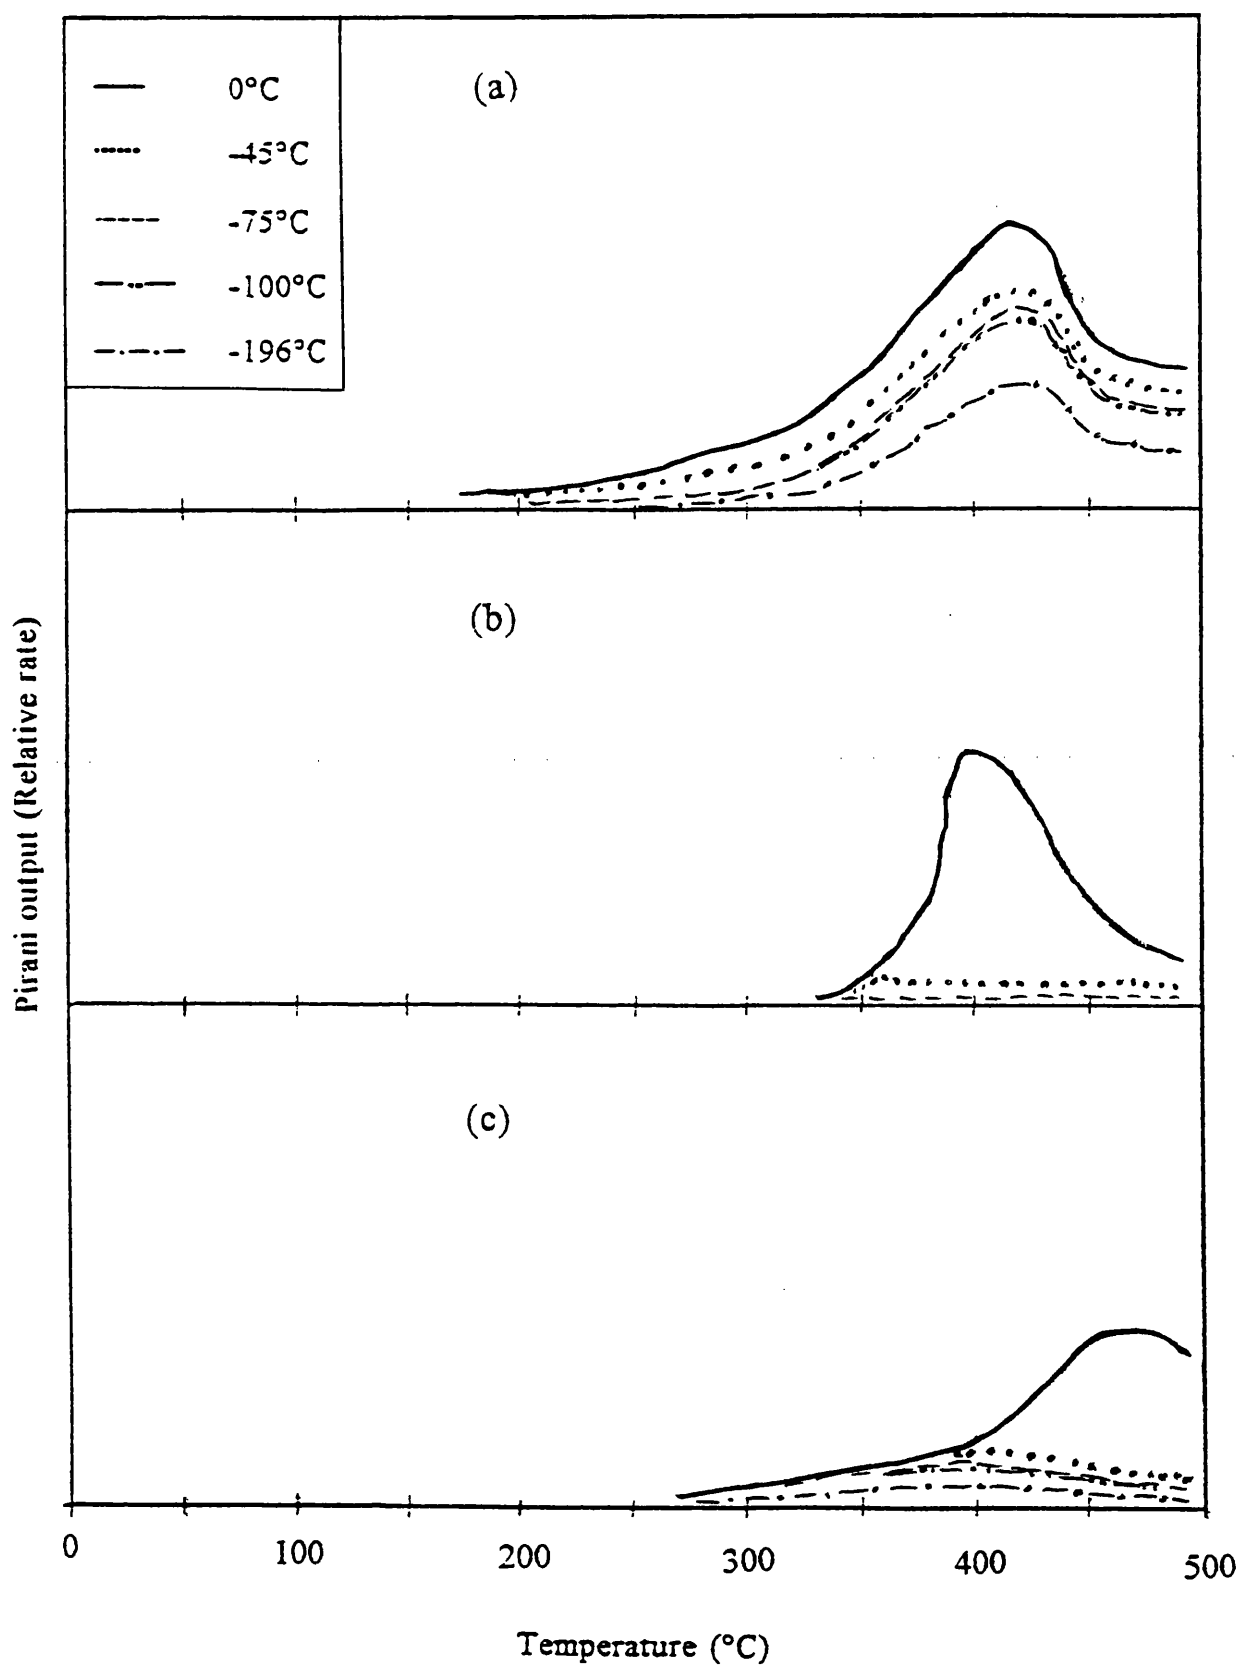 (a)
0°C
-45°C
-75°C
-100°C
-196°C
(b)
Pirani output (Relative rate)
(c)
0 100 200 300 400 500
Temperature (°C)